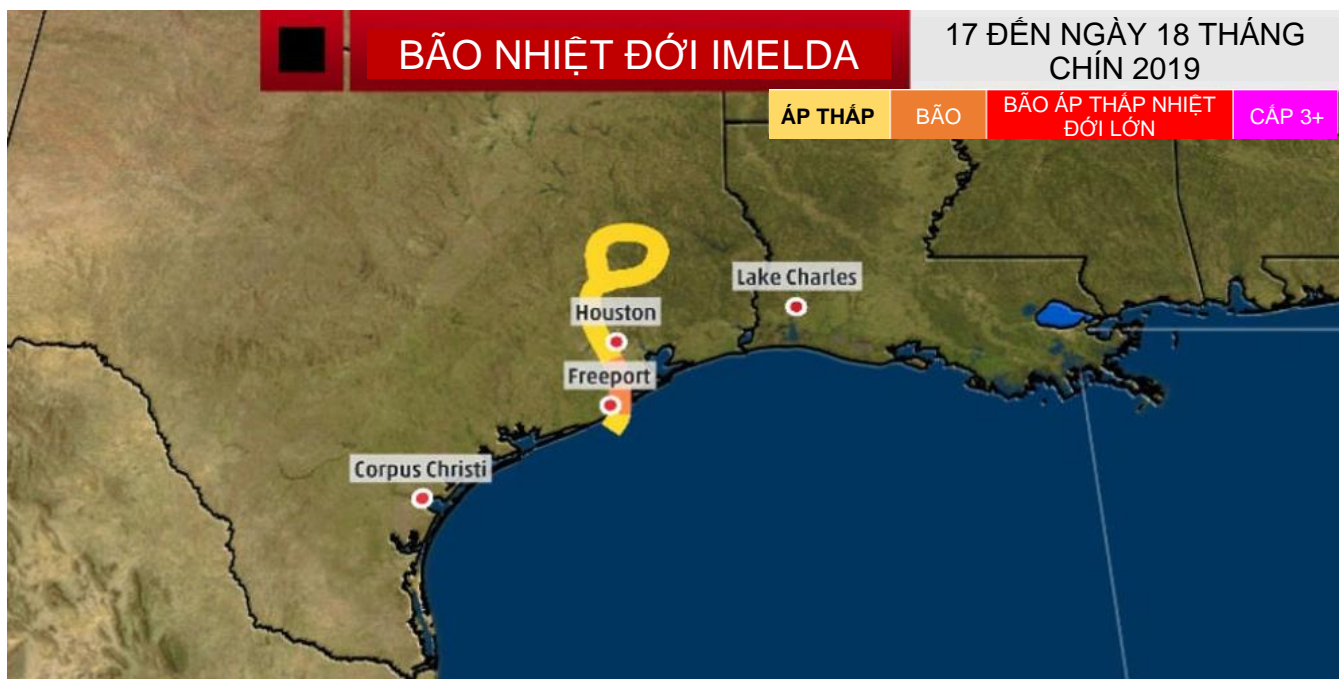 BÃO NHIỆT ĐỚI IMELDA
17 ĐẾN NGÀY 18 THÁNG
CHÍN 2019
ÁP THẤP
BÃO
BÃO ÁP THẤP NHIỆT
ĐỚI LỚN
CẤP 3+
Lake Charles
Houston
Freeport
Corpus Christi